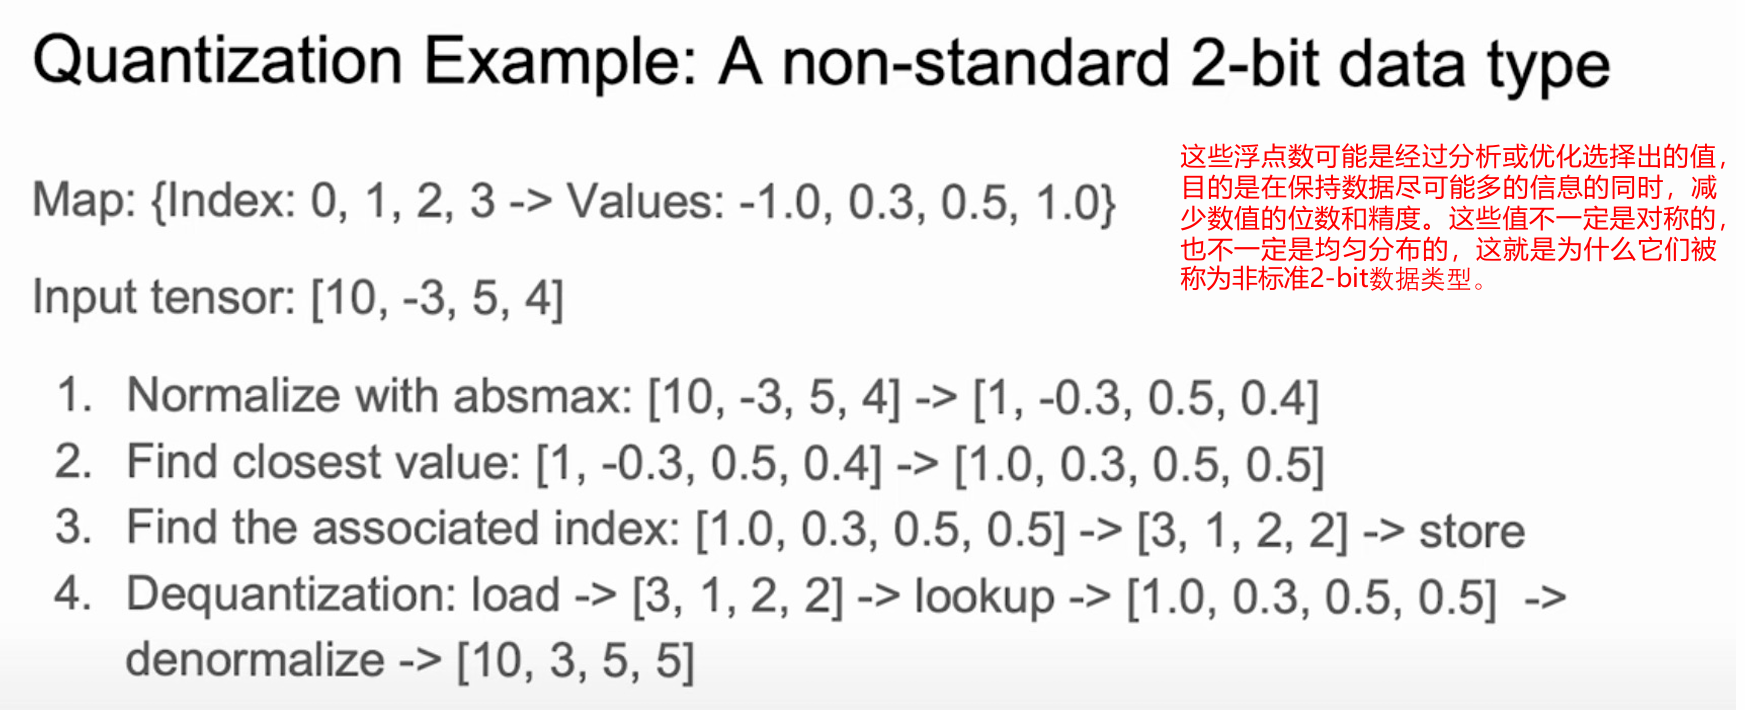 Quantization Example: A non-standard 2-bit data type
Map: {Index: 0, 1, 2, 3 -> Values: -1.0, 0.3, 0.5, 1.0}
这些浮点数可能是经过分析或优化选择出的值，
目的是在保持数据尽可能多的信息的同时，减
少数值的位数和精度。这些值不一定是对称的，
也不一定是均匀分布的，这就是为什么它们被
称为非标准2-bit数据类型。
Input tensor: [10, -3, 5, 4]
1. Normalize with absmax: [10, -3, 5, 4] -> [1, -0.3, 0.5, 0.4]
2. Find closest value: [1, -0.3, 0.5, 0.4] -> [1.0, 0.3, 0.5, 0.5]
3. Find the associated index: [1.0, 0.3, 0.5, 0.5] -> [3, 1, 2, 2] -> store
4. Dequantization: load -> [3, 1, 2, 2] -> lookup -> [1.0, 0.3, 0.5, 0.5] ->
denormalize -> [10, 3, 5, 5]